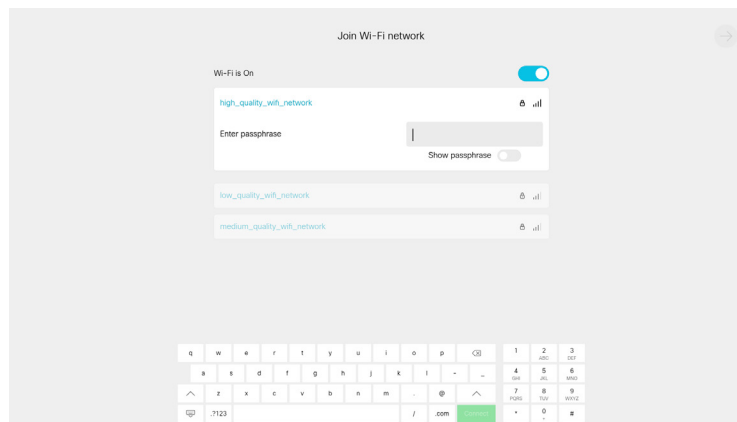 Join Wi-Fi network
Wi-Fi is On
high_quality_wifi_network
Enter passphrase
Show passphrase
low_quality_wifi_network
medium_quality_wifi_network
q w e r t y u i o p 1 2 ABC 3 DEF
a s d f g h j k l - _ 4 GHI 5 JKL 6 MNO
z x c v b n m . @ 7 PQRS 8 TUV 9 WXYZ
.?123 / .com Connect * 0 + #